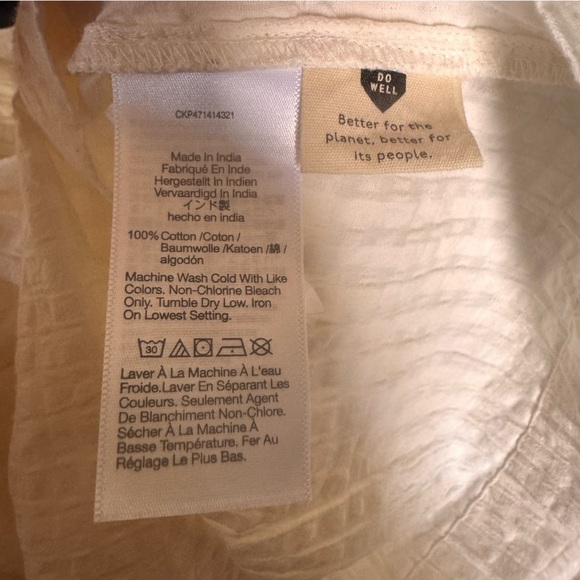 CKP471414321
Made In India
Fabriqué En Inde
Hergestellt In Indien
Vervaardigd In India
インド製
hecho en india
100% Cotton /Coton /
Baumwolle /Katoen /綿 /
algodón
Machine Wash Cold With Like
Colors. Non-Chlorine Bleach
Only. Tumble Dry Low. Iron
On Lowest Setting.
30
Laver À La Machine À L'eau
Froide.Laver En Séparant Les
Couleurs. Seulement Agent
De Blanchiment Non-Chlore.
Sécher À La Machine À
Basse Température. Fer Au
Réglage Le Plus Bas.
DO
WELL
Better for the
planet, better for
its people.